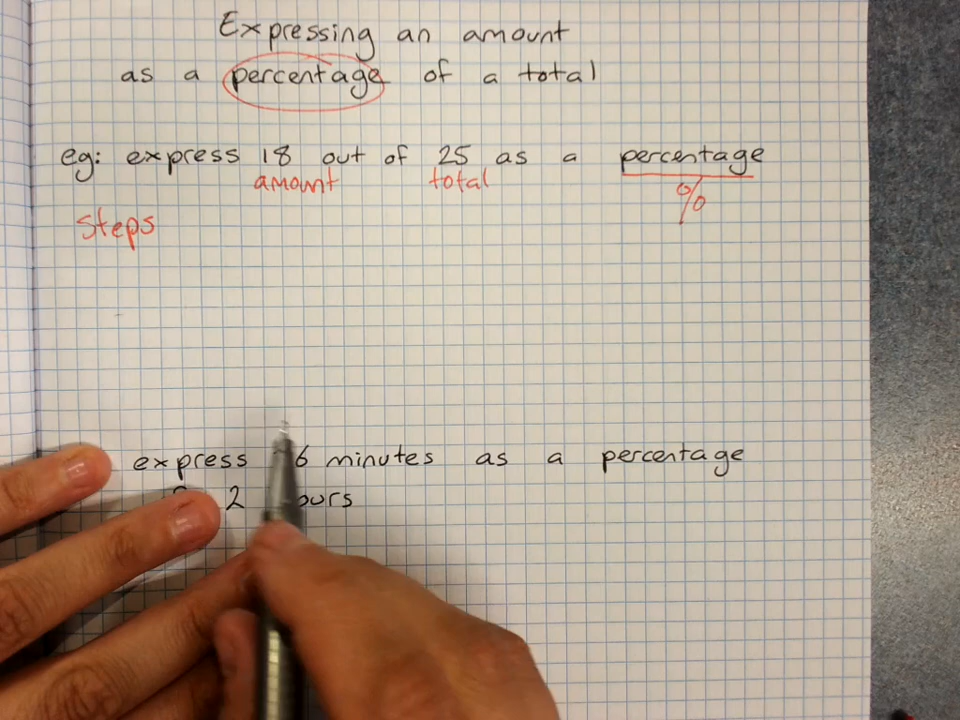 Expressing an amount
as a percentage of a total
eg: express 18 out of 25 as a percentage
amount total %
Steps
express minutes as a percentage
2